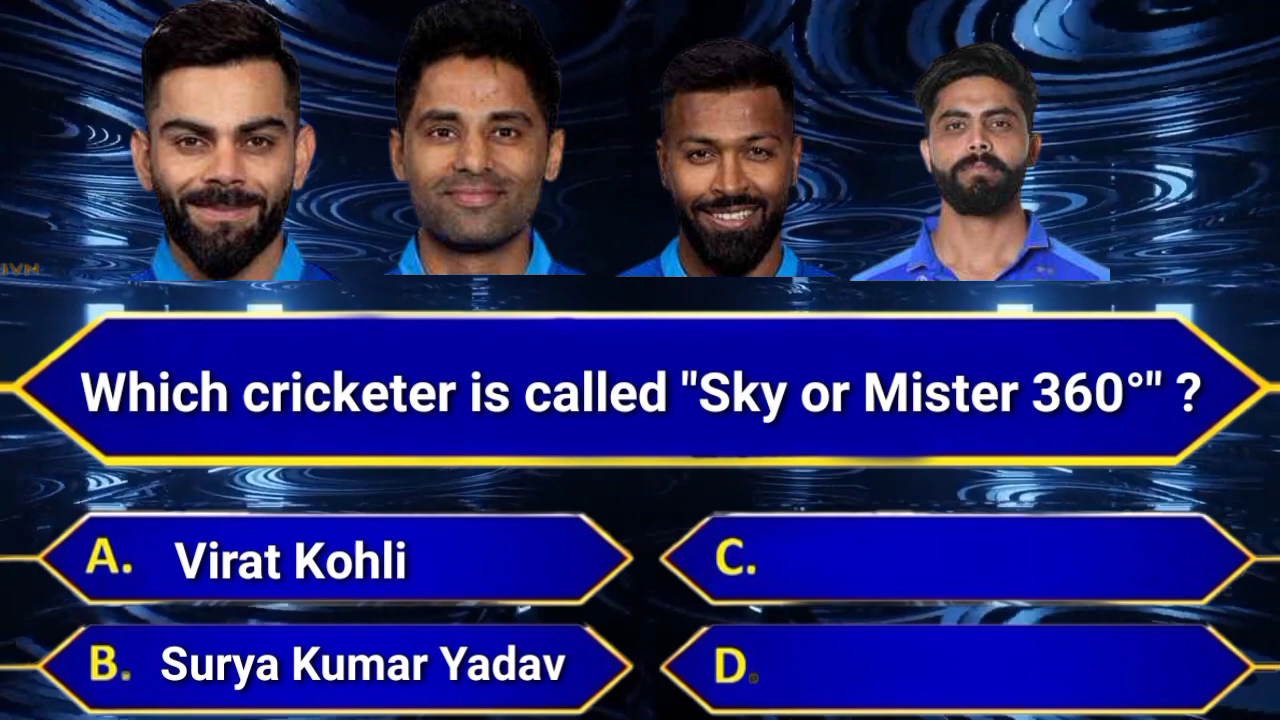 Which cricketer is called "Sky or Mister 360°" ?
A. Virat Kohli
B. Surya Kumar Yadav
C.
D.